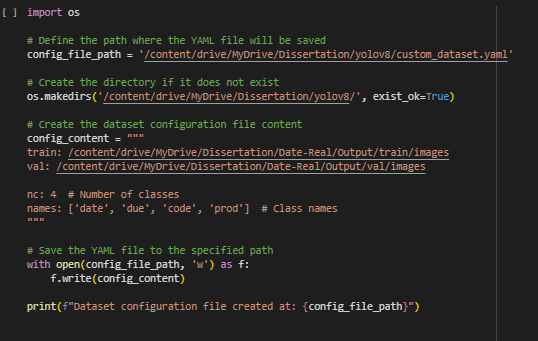 [ ] import os
# Define the path where the YAML file will be saved
config_file_path = '/content/drive/MyDrive/Dissertation/yolov8/custom_dataset.yaml'
# Create the directory if it does not exist
os.makedirs('/content/drive/MyDrive/Dissertation/yolov8/', exist_ok=True)
# Create the dataset configuration file content
config_content = """
train: /content/drive/MyDrive/Dissertation/Date-Real/Output/train/images
val: /content/drive/MyDrive/Dissertation/Date-Real/Output/val/images
nc: 4  # Number of classes
names: ['date', 'due', 'code', 'prod']  # Class names
"""
# Save the YAML file to the specified path
with open(config_file_path, 'w') as f:
    f.write(config_content)
print(f"Dataset configuration file created at: {config_file_path}")